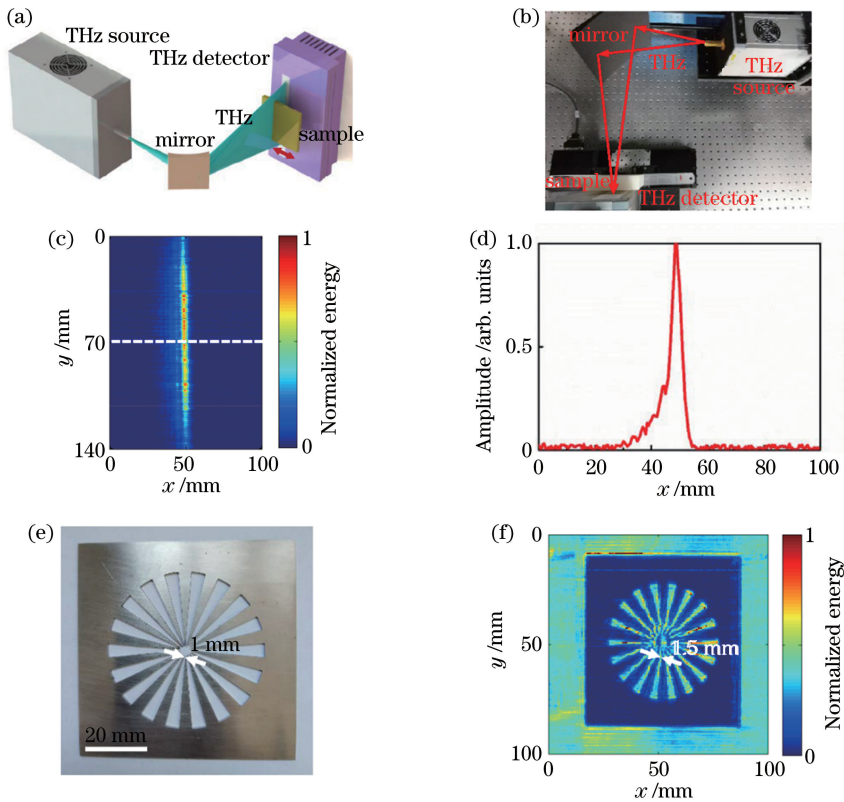 (a)
THz source
THz detector
THz
mirror
sample
(b)
mirror
THz
THz
source
sample
THz detector
(c)
0
70
140
y /mm
0
50
100
x /mm
1
0
Normalized energy
(d)
1.0
0.5
0
Amplitude /arb. units
0
20
40
60
80
100
x /mm
(e)
1 mm
20 mm
(f)
0
50
100
y /mm
1.5 mm
0
50
100
x /mm
1
0
Normalized energy